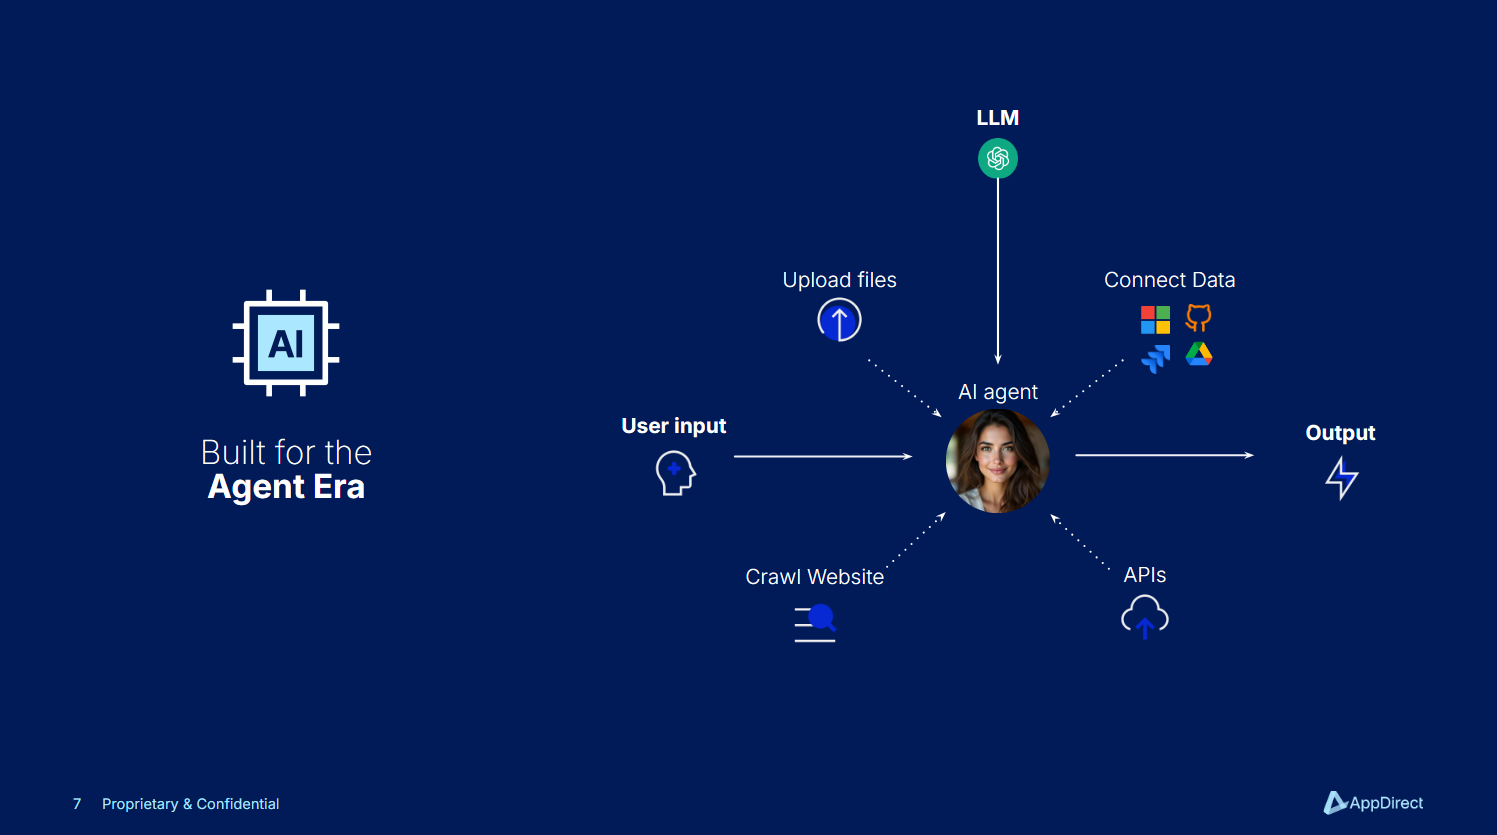 AI
Built for the
Agent Era
LLM
Upload files
Connect Data
AI agent
User input
Output
Crawl Website
APIs
7 Proprietary & Confidential
AppDirect